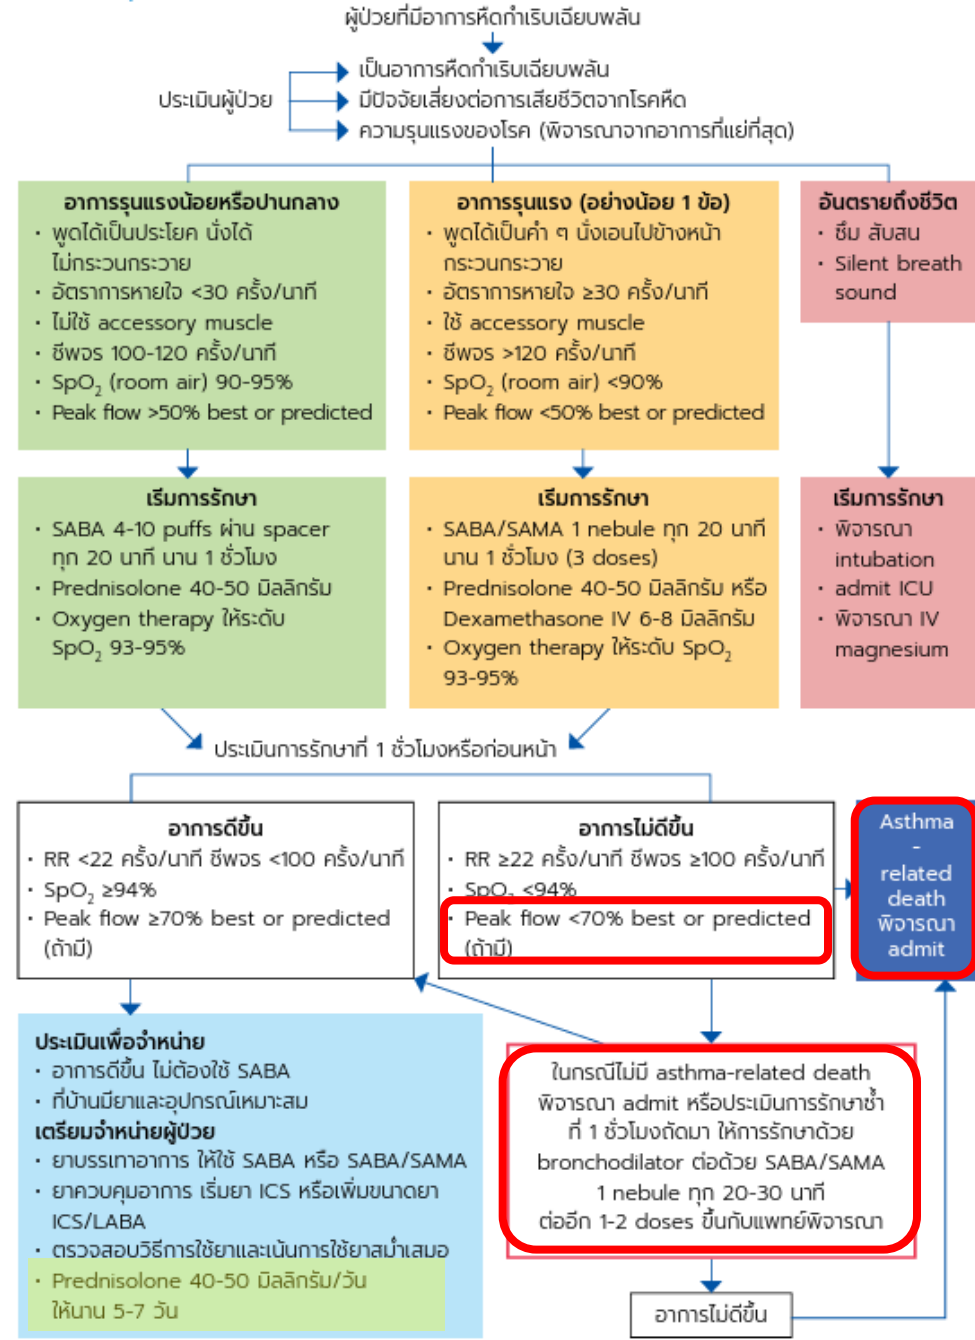 ผู้ป่วยที่มีอาการหืดกำเริบเฉียบพลัน
ประเมินผู้ป่วย
เป็นอาการหืดกำเริบเฉียบพลัน
มีปัจจัยเสี่ยงต่อการเสียชีวิตจากโรคหืด
ความรุนแรงของโรค (พิจารณาจากอาการที่แย่ที่สุด)
อาการรุนแรงน้อยหรือปานกลาง
· พูดได้เป็นประโยค นั่งได้
ไม่กระวนกระวาย
· อัตราการหายใจ <30 ครั้ง/นาที
· ไม่ใช้ accessory muscle
· ชีพจร 100-120 ครั้ง/นาที
· SpO₂ (room air) 90-95%
· Peak flow >50% best or predicted
อาการรุนแรง (อย่างน้อย 1 ข้อ)
· พูดได้เป็นคำ ๆ นั่งเอนไปข้างหน้า
กระวนกระวาย
· อัตราการหายใจ ≥30 ครั้ง/นาที
· ใช้ accessory muscle
· ชีพจร >120 ครั้ง/นาที
· SpO₂ (room air) <90%
· Peak flow <50% best or predicted
อันตรายถึงชีวิต
· ซึม สับสน
· Silent breath
sound
เริ่มการรักษา
· SABA 4-10 puffs ผ่าน spacer
ทุก 20 นาที นาน 1 ชั่วโมง
· Prednisolone 40-50 มิลลิกรัม
· Oxygen therapy ให้ระดับ
SpO₂ 93-95%
เริ่มการรักษา
· SABA/SAMA 1 nebule ทุก 20 นาที
นาน 1 ชั่วโมง (3 doses)
· Prednisolone 40-50 มิลลิกรัม หรือ
Dexamethasone IV 6-8 มิลลิกรัม
· Oxygen therapy ให้ระดับ SpO₂
93-95%
เริ่มการรักษา
· พิจารณา
intubation
· admit ICU
· พิจารณา IV
magnesium
ประเมินการรักษาที่ 1 ชั่วโมงหรือก่อนหน้า
อาการดีขึ้น
· RR <22 ครั้ง/นาที ชีพจร <100 ครั้ง/นาที
· SpO₂ ≥94%
· Peak flow ≥70% best or predicted
(ถ้ามี)
อาการไม่ดีขึ้น
· RR ≥22 ครั้ง/นาที ชีพจร ≥100 ครั้ง/นาที
· SpO₂ <94%
· Peak flow <70% best or predicted
(ถ้ามี)
Asthma
-
related
death
พิจารณา
admit
ประเมินเพื่อจำหน่าย
· อาการดีขึ้น ไม่ต้องใช้ SABA
· ที่บ้านมียาและอุปกรณ์เหมาะสม
เตรียมจำหน่ายผู้ป่วย
· ยาบรรเทาอาการ ให้ใช้ SABA หรือ SABA/SAMA
· ยาควบคุมอาการ เริ่มยา ICS หรือเพิ่มขนาดยา
ICS/LABA
· ตรวจสอบวิธีการใช้ยาและเน้นการใช้ยาสม่ำเสมอ
· Prednisolone 40-50 มิลลิกรัม/วัน
ให้นาน 5-7 วัน
ในกรณีไม่มี asthma-related death
พิจารณา admit หรือประเมินการรักษาซ้ำ
ที่ 1 ชั่วโมงถัดมา ให้การรักษาด้วย
bronchodilator ต่อด้วย SABA/SAMA
1 nebule ทุก 20-30 นาที
ต่ออีก 1-2 doses ขึ้นกับแพทย์พิจารณา
อาการไม่ดีขึ้น